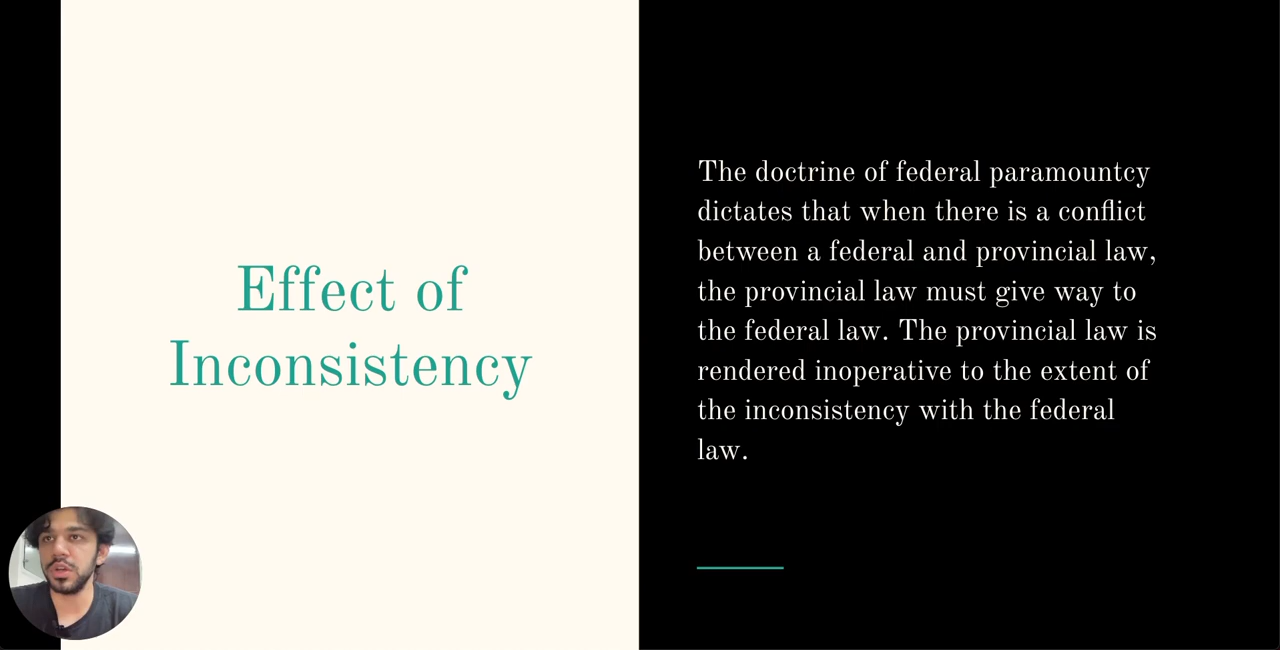 Effect of
Inconsistency
The doctrine of federal paramountcy
dictates that when there is a conflict
between a federal and provincial law,
the provincial law must give way to
the federal law. The provincial law is
rendered inoperative to the extent of
the inconsistency with the federal
law.